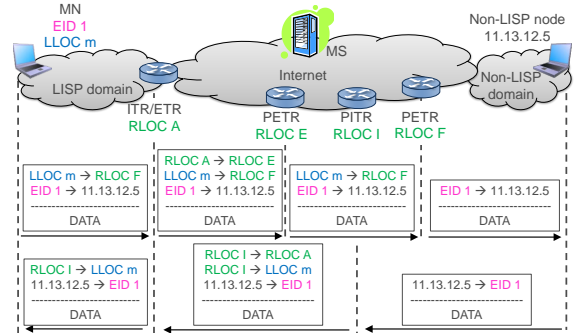 MN
EID 1
LLOC m
Non-LISP node
11.13.12.5
MS
Internet
LISP domain
Non-LISP
domain
ITR/ETR
RLOC A
PETR
RLOC E
PITR
RLOC I
PETR
RLOC F
LLOC m → RLOC F
EID 1 → 11.13.12.5
DATA
RLOC A → RLOC E
LLOC m → RLOC F
EID 1 → 11.13.12.5
DATA
LLOC m → RLOC F
EID 1 → 11.13.12.5
DATA
EID 1 → 11.13.12.5
DATA
RLOC I → LLOC m
11.13.12.5 → EID 1
DATA
RLOC I → RLOC A
RLOC I → LLOC m
11.13.12.5 → EID 1
DATA
11.13.12.5 → EID 1
DATA